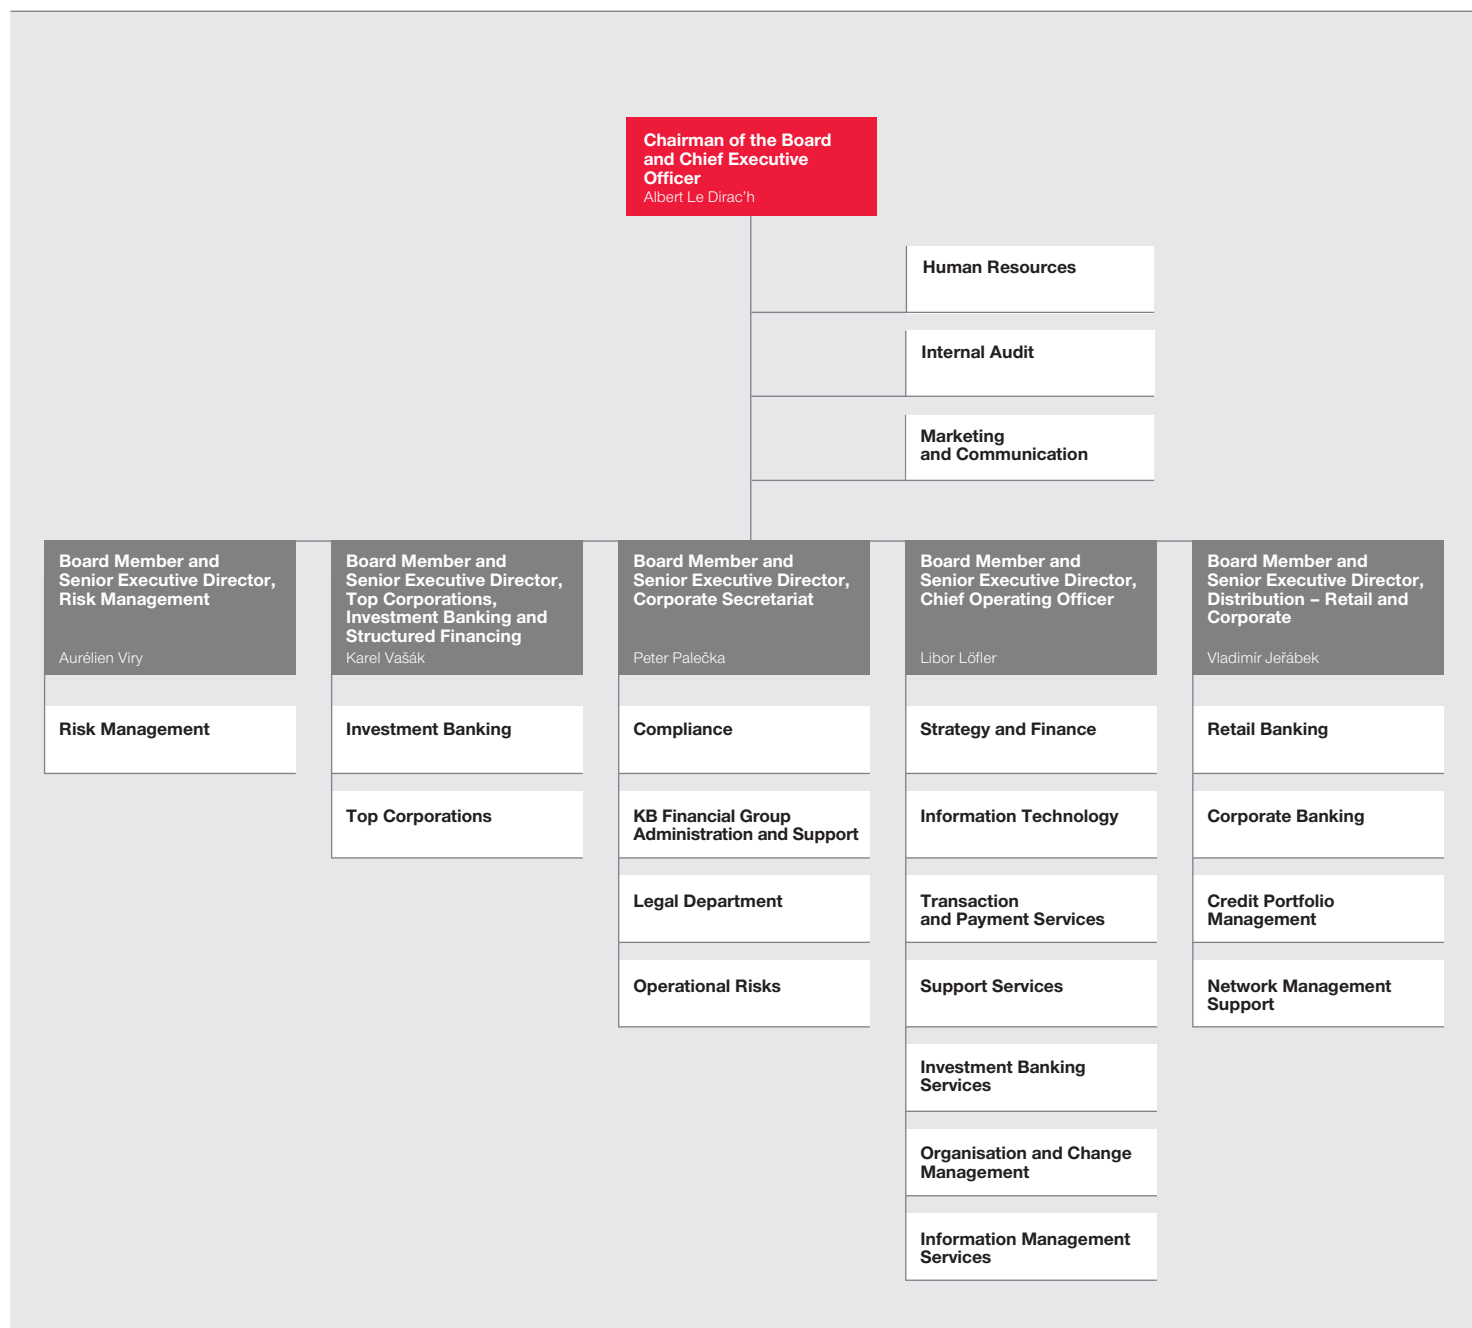 Chairman of the Board
and Chief Executive
Officer
Albert Le Dirac'h
Human Resources
Internal Audit
Marketing
and Communication
Board Member and
Senior Executive Director,
Risk Management
Aurélien Viry
Board Member and
Senior Executive Director,
Top Corporations,
Investment Banking and
Structured Financing
Karel Vašák
Board Member and
Senior Executive Director,
Corporate Secretariat
Peter Palečka
Board Member and
Senior Executive Director,
Chief Operating Officer
Libor Löfler
Board Member and
Senior Executive Director,
Distribution – Retail and
Corporate
Vladimír Jeřábek
Risk Management
Investment Banking
Top Corporations
Compliance
KB Financial Group
Administration and Support
Legal Department
Operational Risks
Strategy and Finance
Information Technology
Transaction
and Payment Services
Support Services
Investment Banking
Services
Organisation and Change
Management
Information Management
Services
Retail Banking
Corporate Banking
Credit Portfolio
Management
Network Management
Support